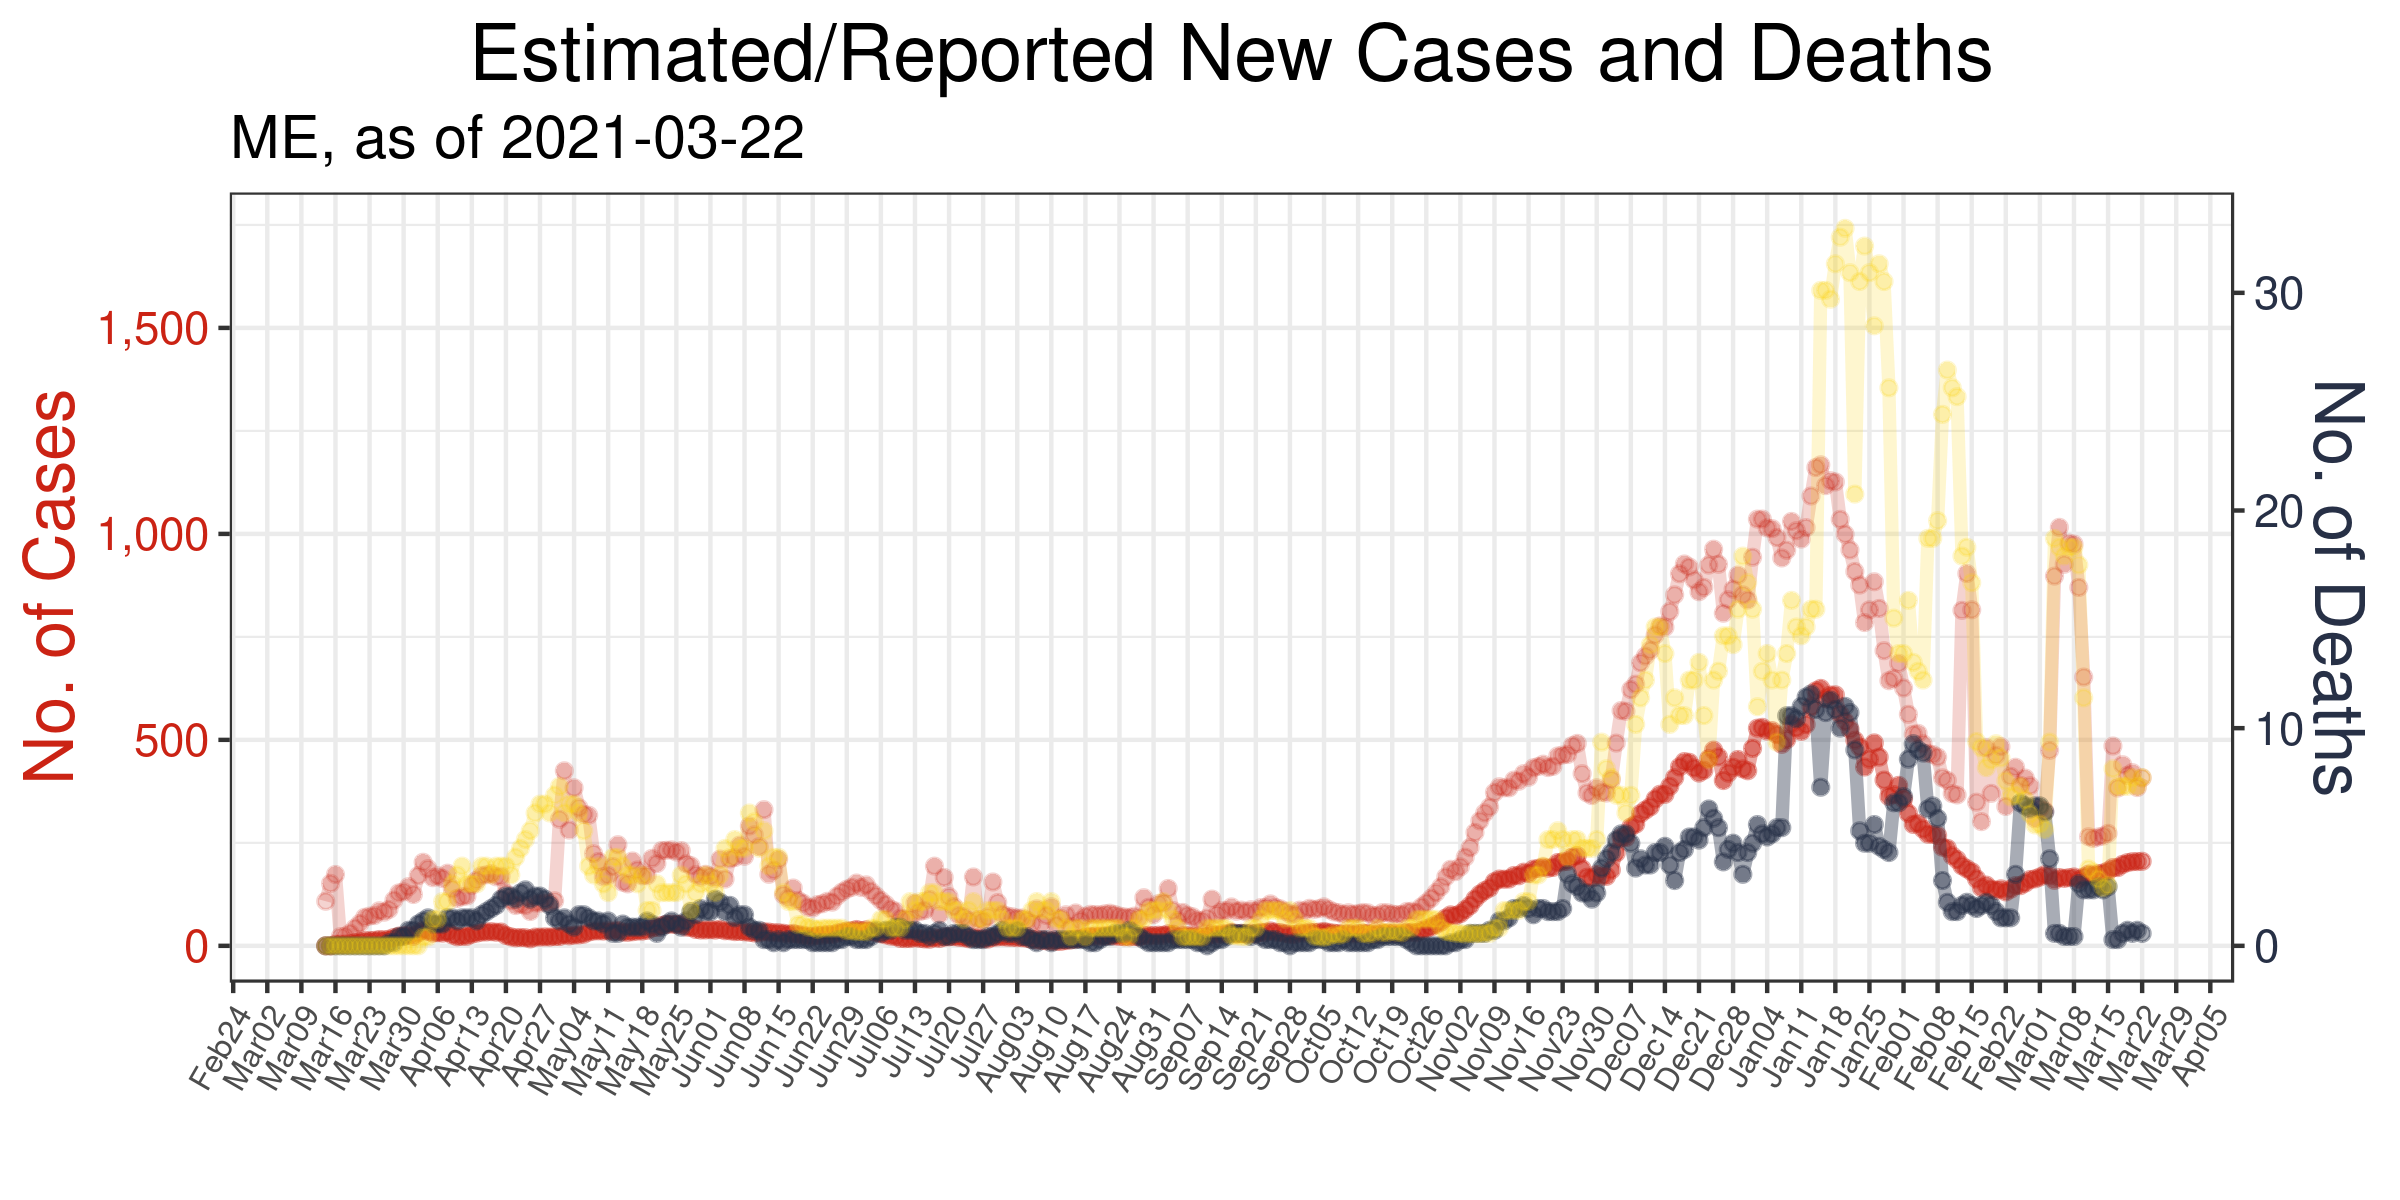 Estimated/Reported New Cases and Deaths
ME, as of 2021-03-22
No. of Cases
1,500
1,000
500
0
30
20
10
0
No. of Deaths
Feb24
Mar02
Mar09
Mar16
Mar23
Mar30
Apr06
Apr13
Apr20
Apr27
May04
May11
May18
May25
Jun01
Jun08
Jun15
Jun22
Jun29
Jul06
Jul13
Jul20
Jul27
Aug03
Aug10
Aug17
Aug24
Aug31
Sep07
Sep14
Sep21
Sep28
Oct05
Oct12
Oct19
Oct26
Nov02
Nov09
Nov16
Nov23
Nov30
Dec07
Dec14
Dec21
Dec28
Jan04
Jan11
Jan18
Jan25
Feb01
Feb08
Feb15
Feb22
Mar01
Mar08
Mar15
Mar22
Mar29
Apr05